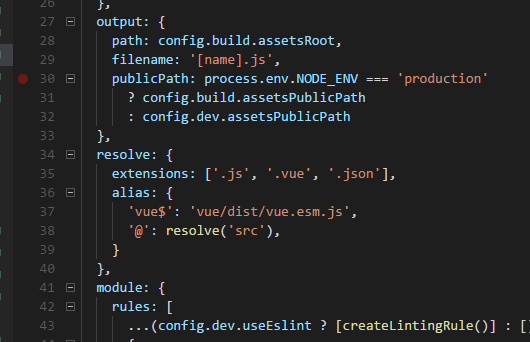 26 },
27 output: {
28 path: config.build.assetsRoot,
29 filename: '[name].js',
30 publicPath: process.env.NODE_ENV === 'production'
31 ? config.build.assetsPublicPath
32 : config.dev.assetsPublicPath
33 },
34 resolve: {
35 extensions: ['.js', '.vue', '.json'],
36 alias: {
37 'vue$': 'vue/dist/vue.esm.js',
38 '@': resolve('src'),
39 }
40 },
41 module: {
42 rules: [
43 ...(config.dev.useEslint ? [createLintingRule()] : []